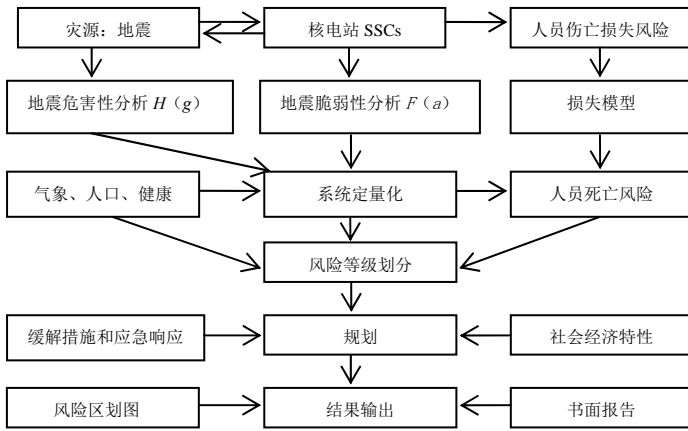 灾源：地震
核电站 SSCs
人员伤亡损失风险
地震危害性分析 H（g）
地震脆弱性分析 F（a）
损失模型
气象、人口、健康
系统定量化
人员死亡风险
风险等级划分
缓解措施和应急响应
规划
社会经济特性
风险区划图
结果输出
书面报告